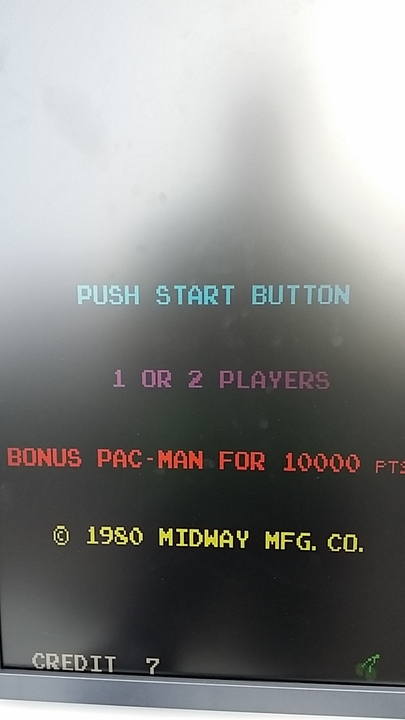 PUSH START BUTTON
1 OR 2 PLAYERS
BONUS PAC-MAN FOR 10000 PTS
© 1980 MIDWAY MFG. CO.
CREDIT 7